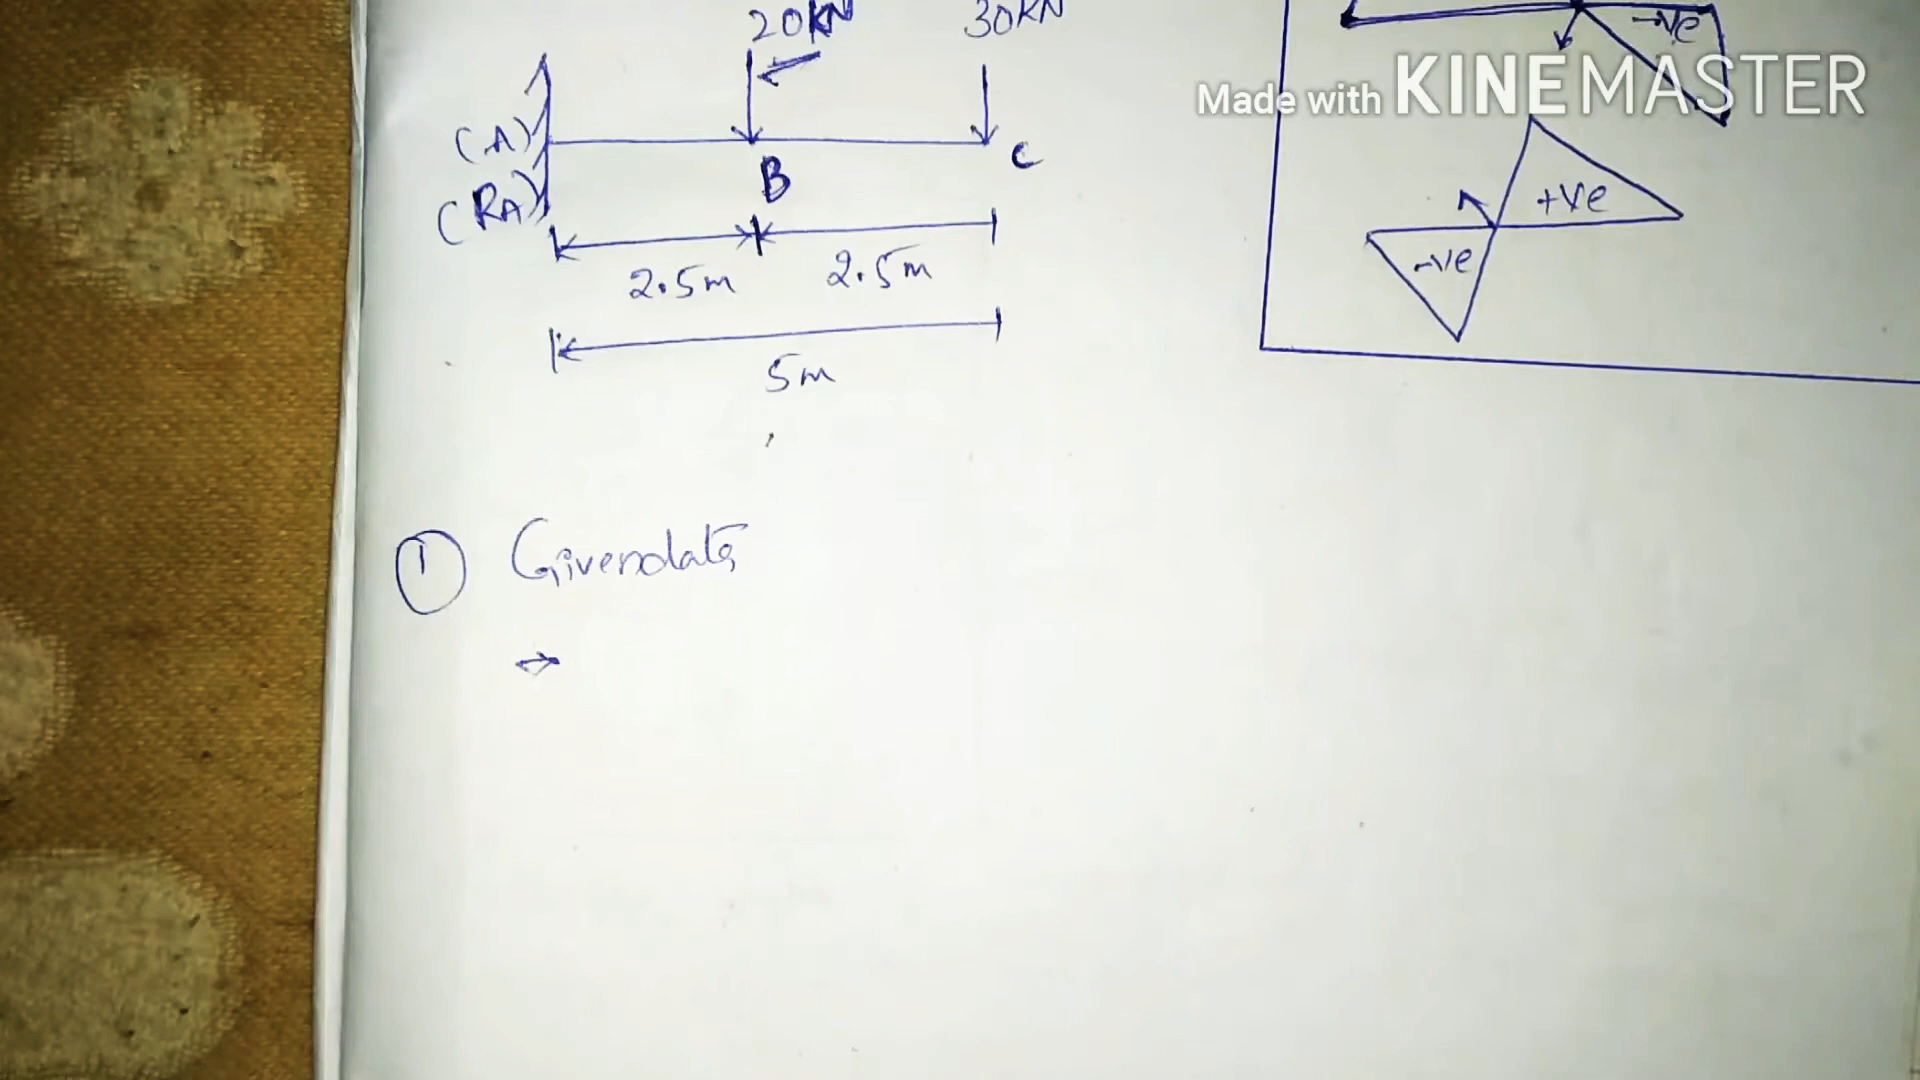 20KN 30KN
-ve
Made with KINEMASTER
(A)
B
C
(RA)
+ve
-ve
2.5m 2.5m
5m
① Givendata